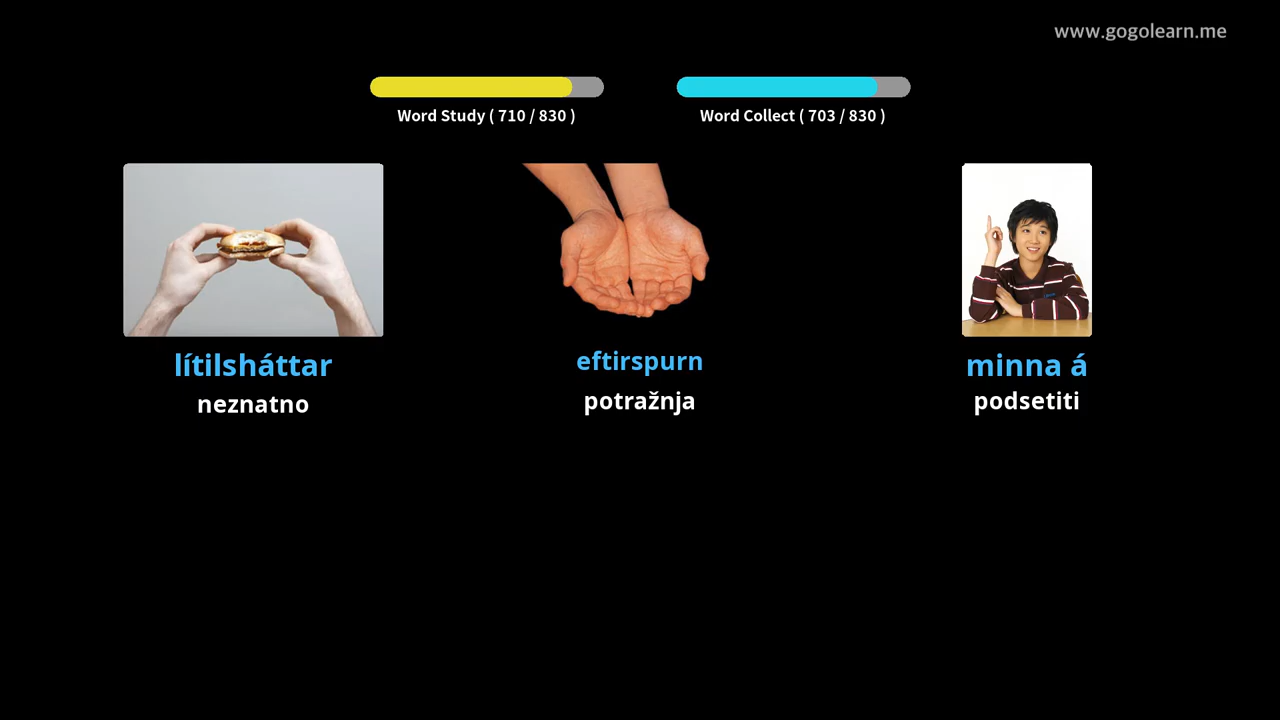 www.gogolearn.me
Word Study ( 710 / 830 )
Word Collect ( 703 / 830 )
lítilsháttar
neznatno
eftirspurn
potražnja
minna á
podsetiti